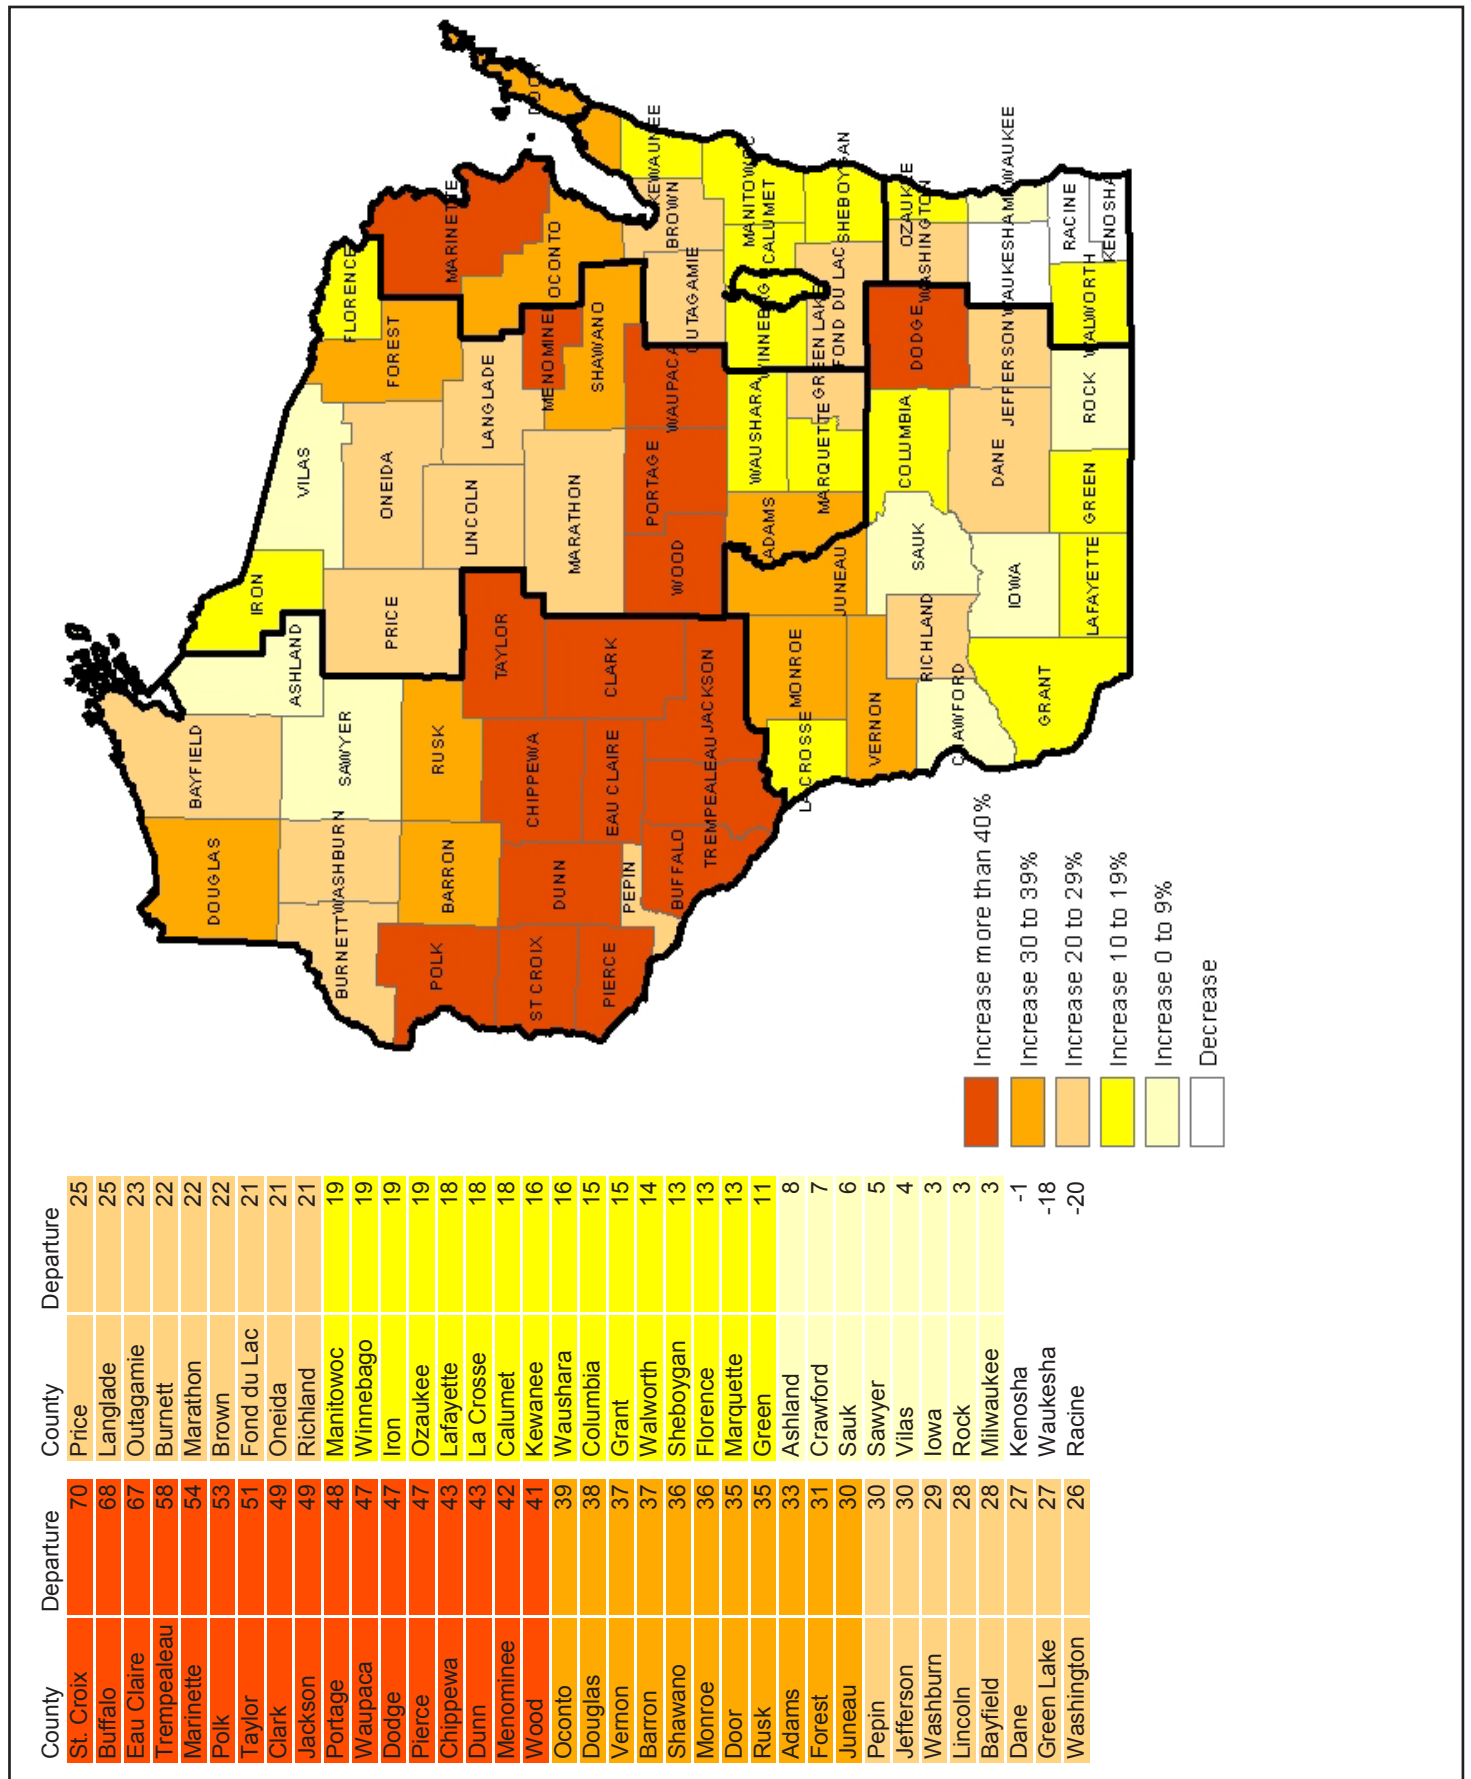 County Departure County Departure
St. Croix 70 Price 25
Buffalo 68 Langlade 25
Eau Claire 67 Outagamie 23
Trempealeau 58 Burnett 22
Marinette 54 Marathon 22
Polk 53 Brown 22
Taylor 51 Fond du Lac 21
Clark 49 Oneida 21
Jackson 49 Richland 21
Portage 48 Manitowoc 19
Waupaca 47 Winnebago 19
Dodge 47 Iron 19
Pierce 47 Ozaukee 19
Chippewa 43 Lafayette 18
Dunn 43 La Crosse 18
Menominee 42 Calumet 18
Wood 41 Kewanee 16
Oconto 39 Waushara 16
Douglas 38 Columbia 15
Vernon 37 Grant 15
Barron 37 Walworth 14
Shawano 36 Sheboygan 13
Monroe 36 Florence 13
Door 35 Marquette 13
Rusk 35 Green 11
Adams 33 Ashland 8
Forest 31 Crawford 7
Juneau 30 Sauk 6
Pepin 30 Sawyer 5
Jefferson 30 Vilas 4
Washburn 29 Iowa 3
Lincoln 28 Rock 3
Bayfield 28 Milwaukee 3
Dane 27 Kenosha -1
Green Lake 27 Waukesha -18
Washington 26 Racine -20
DOUGLAS
BAYFIELD
ASHLAND
IRON
VILAS
FLORENCE
BURNETT
WASHBURN
SAWYER
PRICE
ONEIDA
FOREST
MARINETTE
POLK
BARRON
RUSK
TAYLOR
LINCOLN
LANGLADE
OCONTO
DOOR
ST CROIX
DUNN
CHIPPEWA
CLARK
MARATHON
MENOMINEE
SHAWANO
PIERCE
PEPIN
EAU CLAIRE
BUFFALO
TREMPEALEAU
JACKSON
WOOD
PORTAGE
WAUPACA
OUTAGAMIE
BROWN
KEWAUNEE
LA CROSSE
MONROE
JUNEAU
ADAMS
WAUSHARA
WINNEBAGO
CALUMET
MANITOWOC
MARQUETTE
GREEN LAKE
FOND DU LAC
SHEBOYGAN
VERNON
RICHLAND
SAUK
COLUMBIA
DODGE
WASHINGTON
OZAUKEE
CRAWFORD
GRANT
IOWA
DANE
JEFFERSON
WAUKESHA
MILWAUKEE
LAFAYETTE
GREEN
ROCK
WALWORTH
RACINE
KENOSHA
Increase more than 40%
Increase 30 to 39%
Increase 20 to 29%
Increase 10 to 19%
Increase 0 to 9%
Decrease